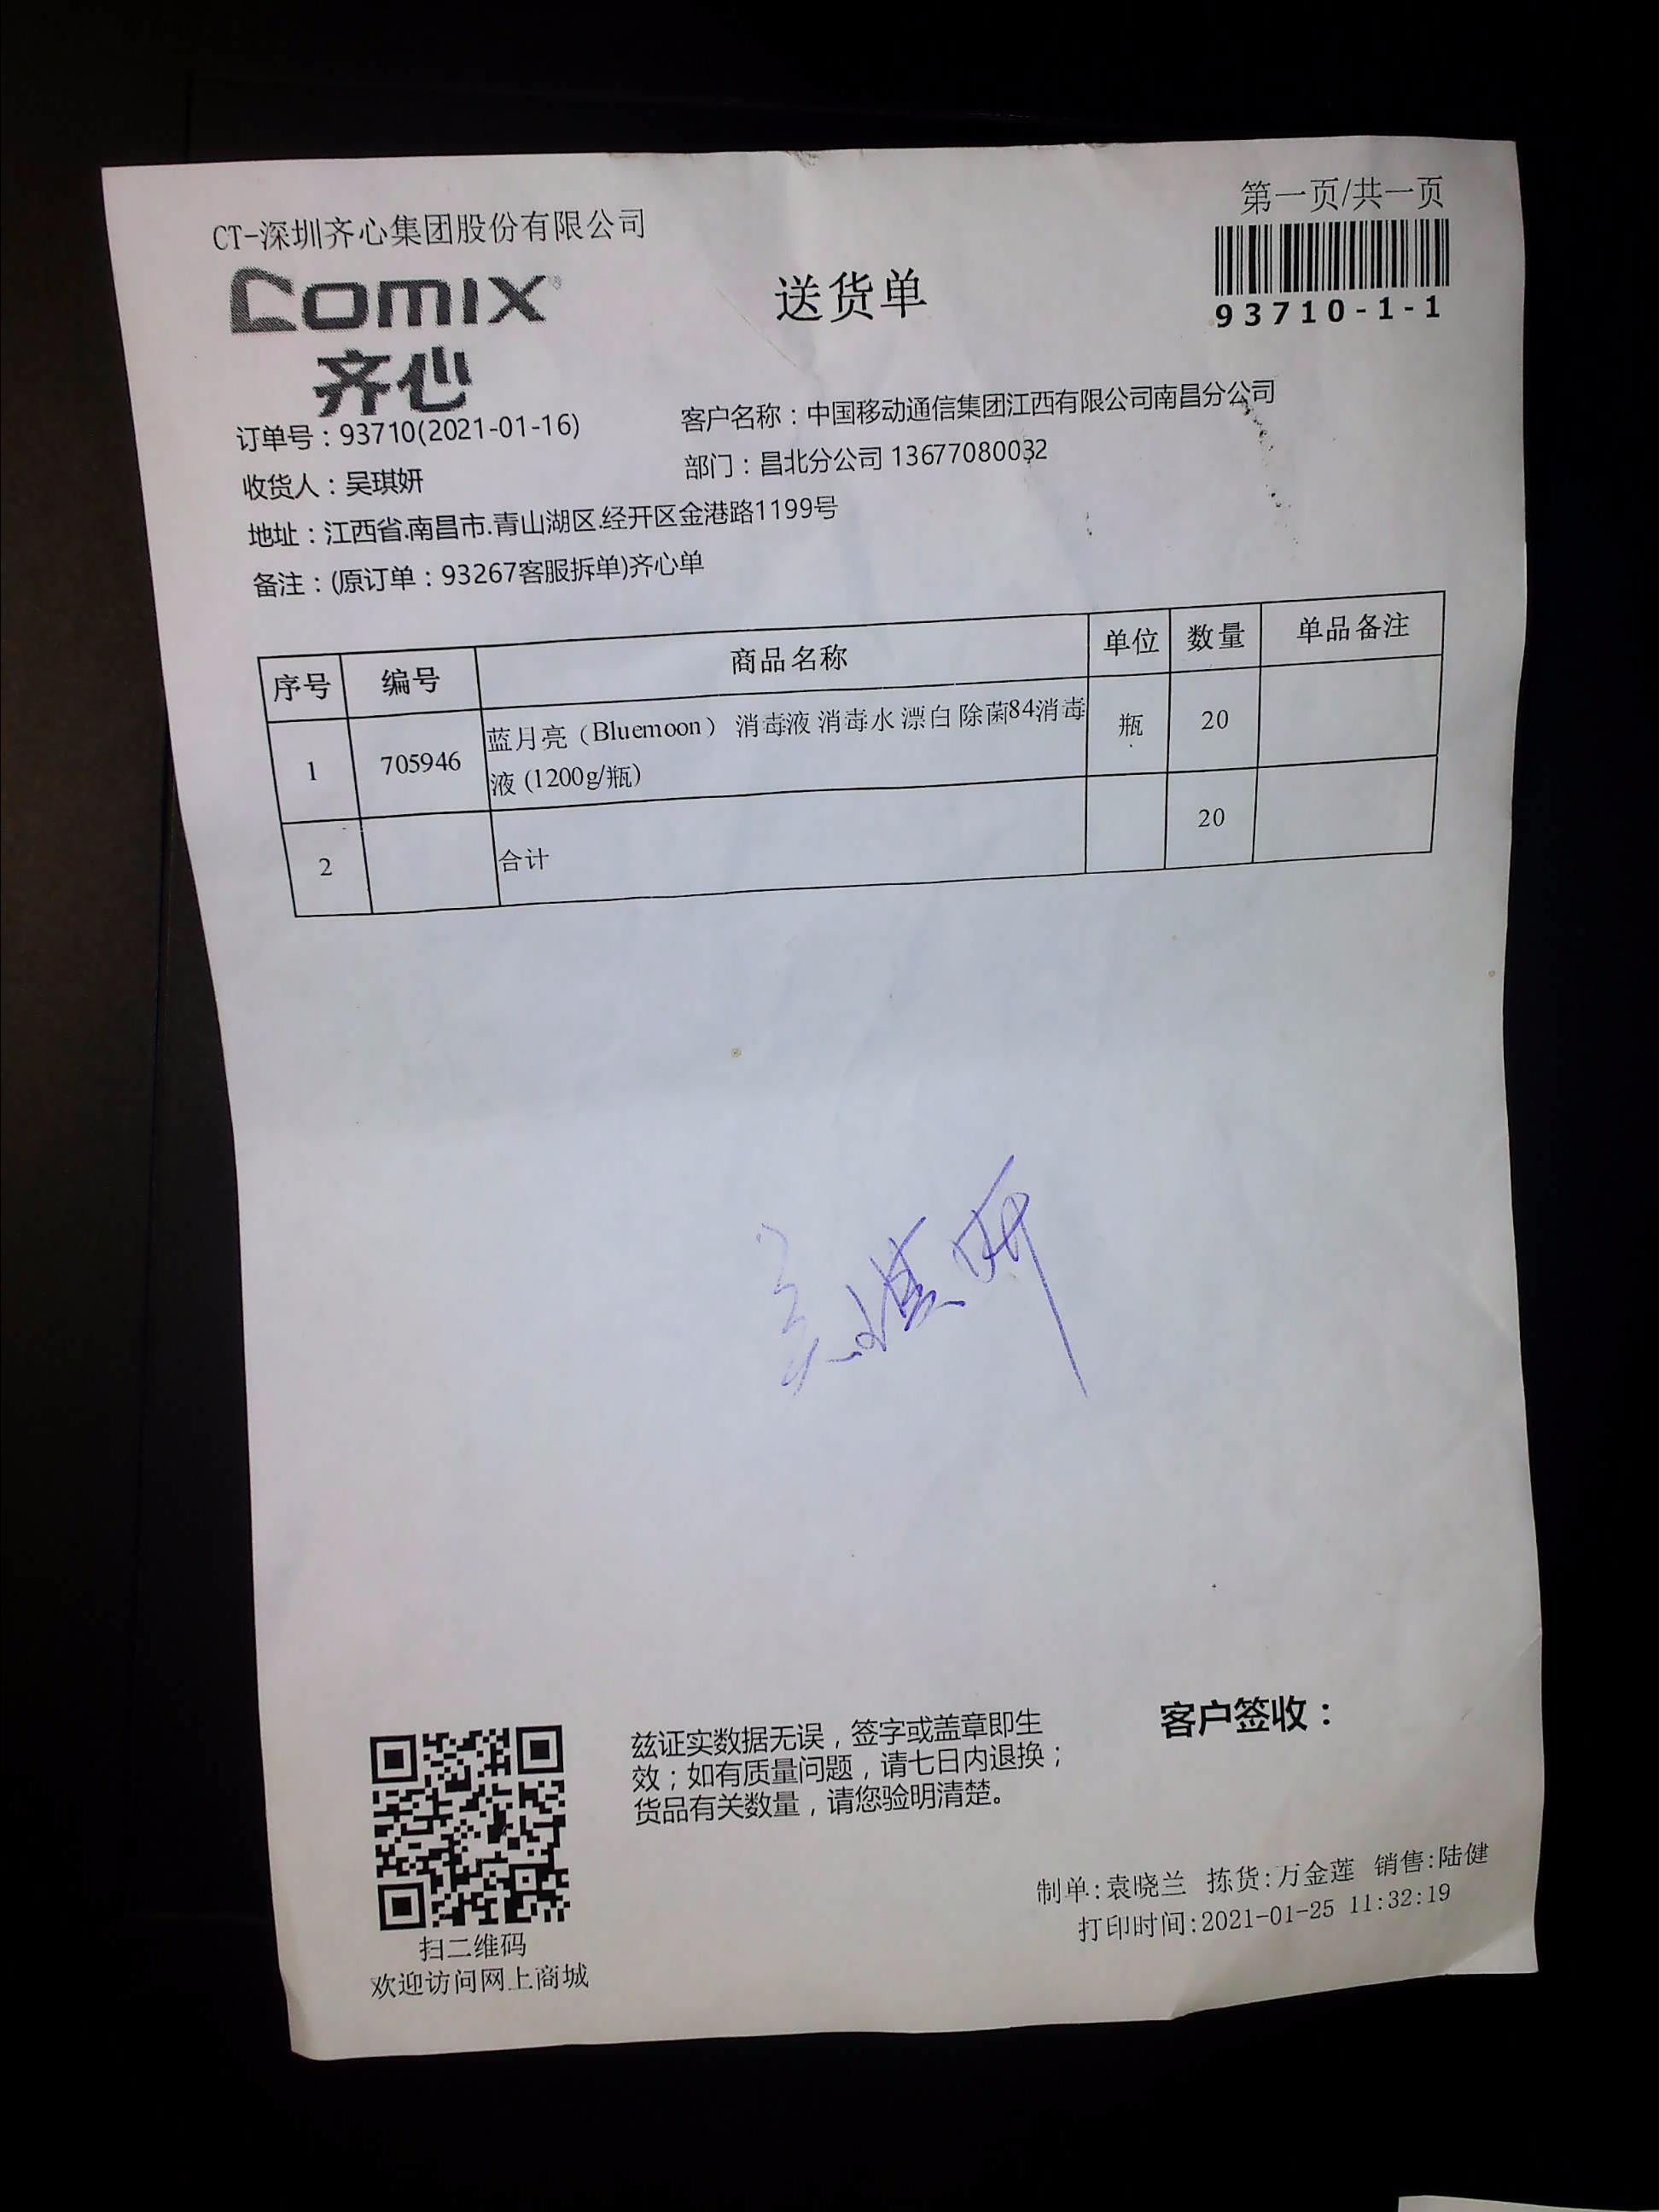 第一页/共一页
CT-深圳齐心集团股份有限公司
COMIX
齐心
送货单
93710-1-1
订单号：93710(2021-01-16)
客户名称：中国移动通信集团江西有限公司南昌分公司
收货人：吴琪妍
部门：昌北分公司 13677080032
地址：江西省.南昌市.青山湖区.经开区金港路1199号
备注：(原订单：93267客服拆单)齐心单
序号 编号 商品名称 单位 数量 单品备注
1 705946 蓝月亮（Bluemoon） 消毒液 消毒水 漂白 除菌84消毒 瓶 20
液 (1200g/瓶)
2 合计 20
吴琪妍
兹证实数据无误，签字或盖章即生
效；如有质量问题，请七日内退换；
货品有关数量，请您验明清楚。
客户签收：
制单:袁晓兰 拣货:万金莲 销售:陆健
打印时间:2021-01-25 11:32:19
扫二维码
欢迎访问网上商城